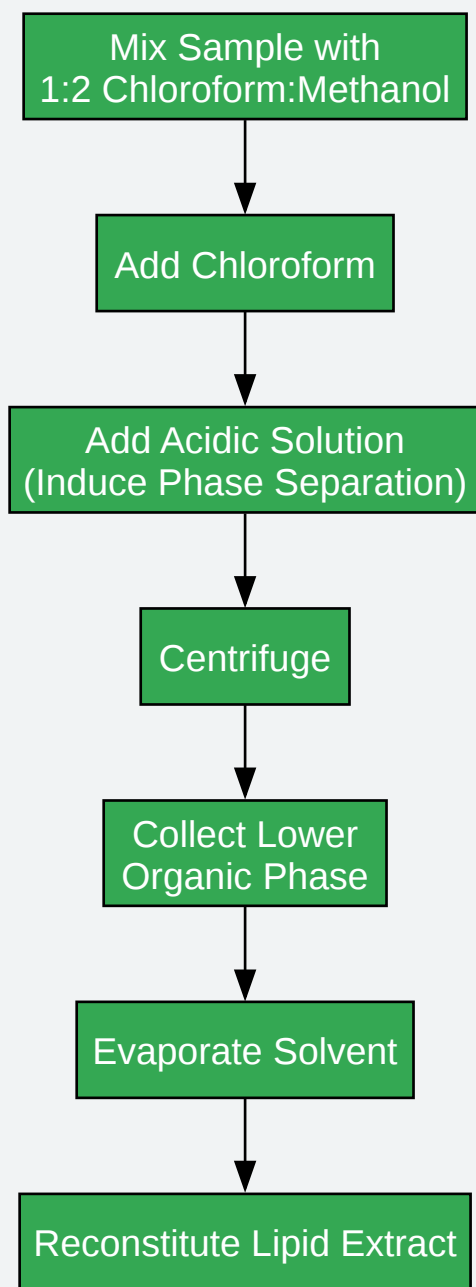 Mix Sample with
1:2 Chloroform:Methanol
Add Chloroform
Add Acidic Solution
(Induce Phase Separation)
Centrifuge
Collect Lower
Organic Phase
Evaporate Solvent
Reconstitute Lipid Extract